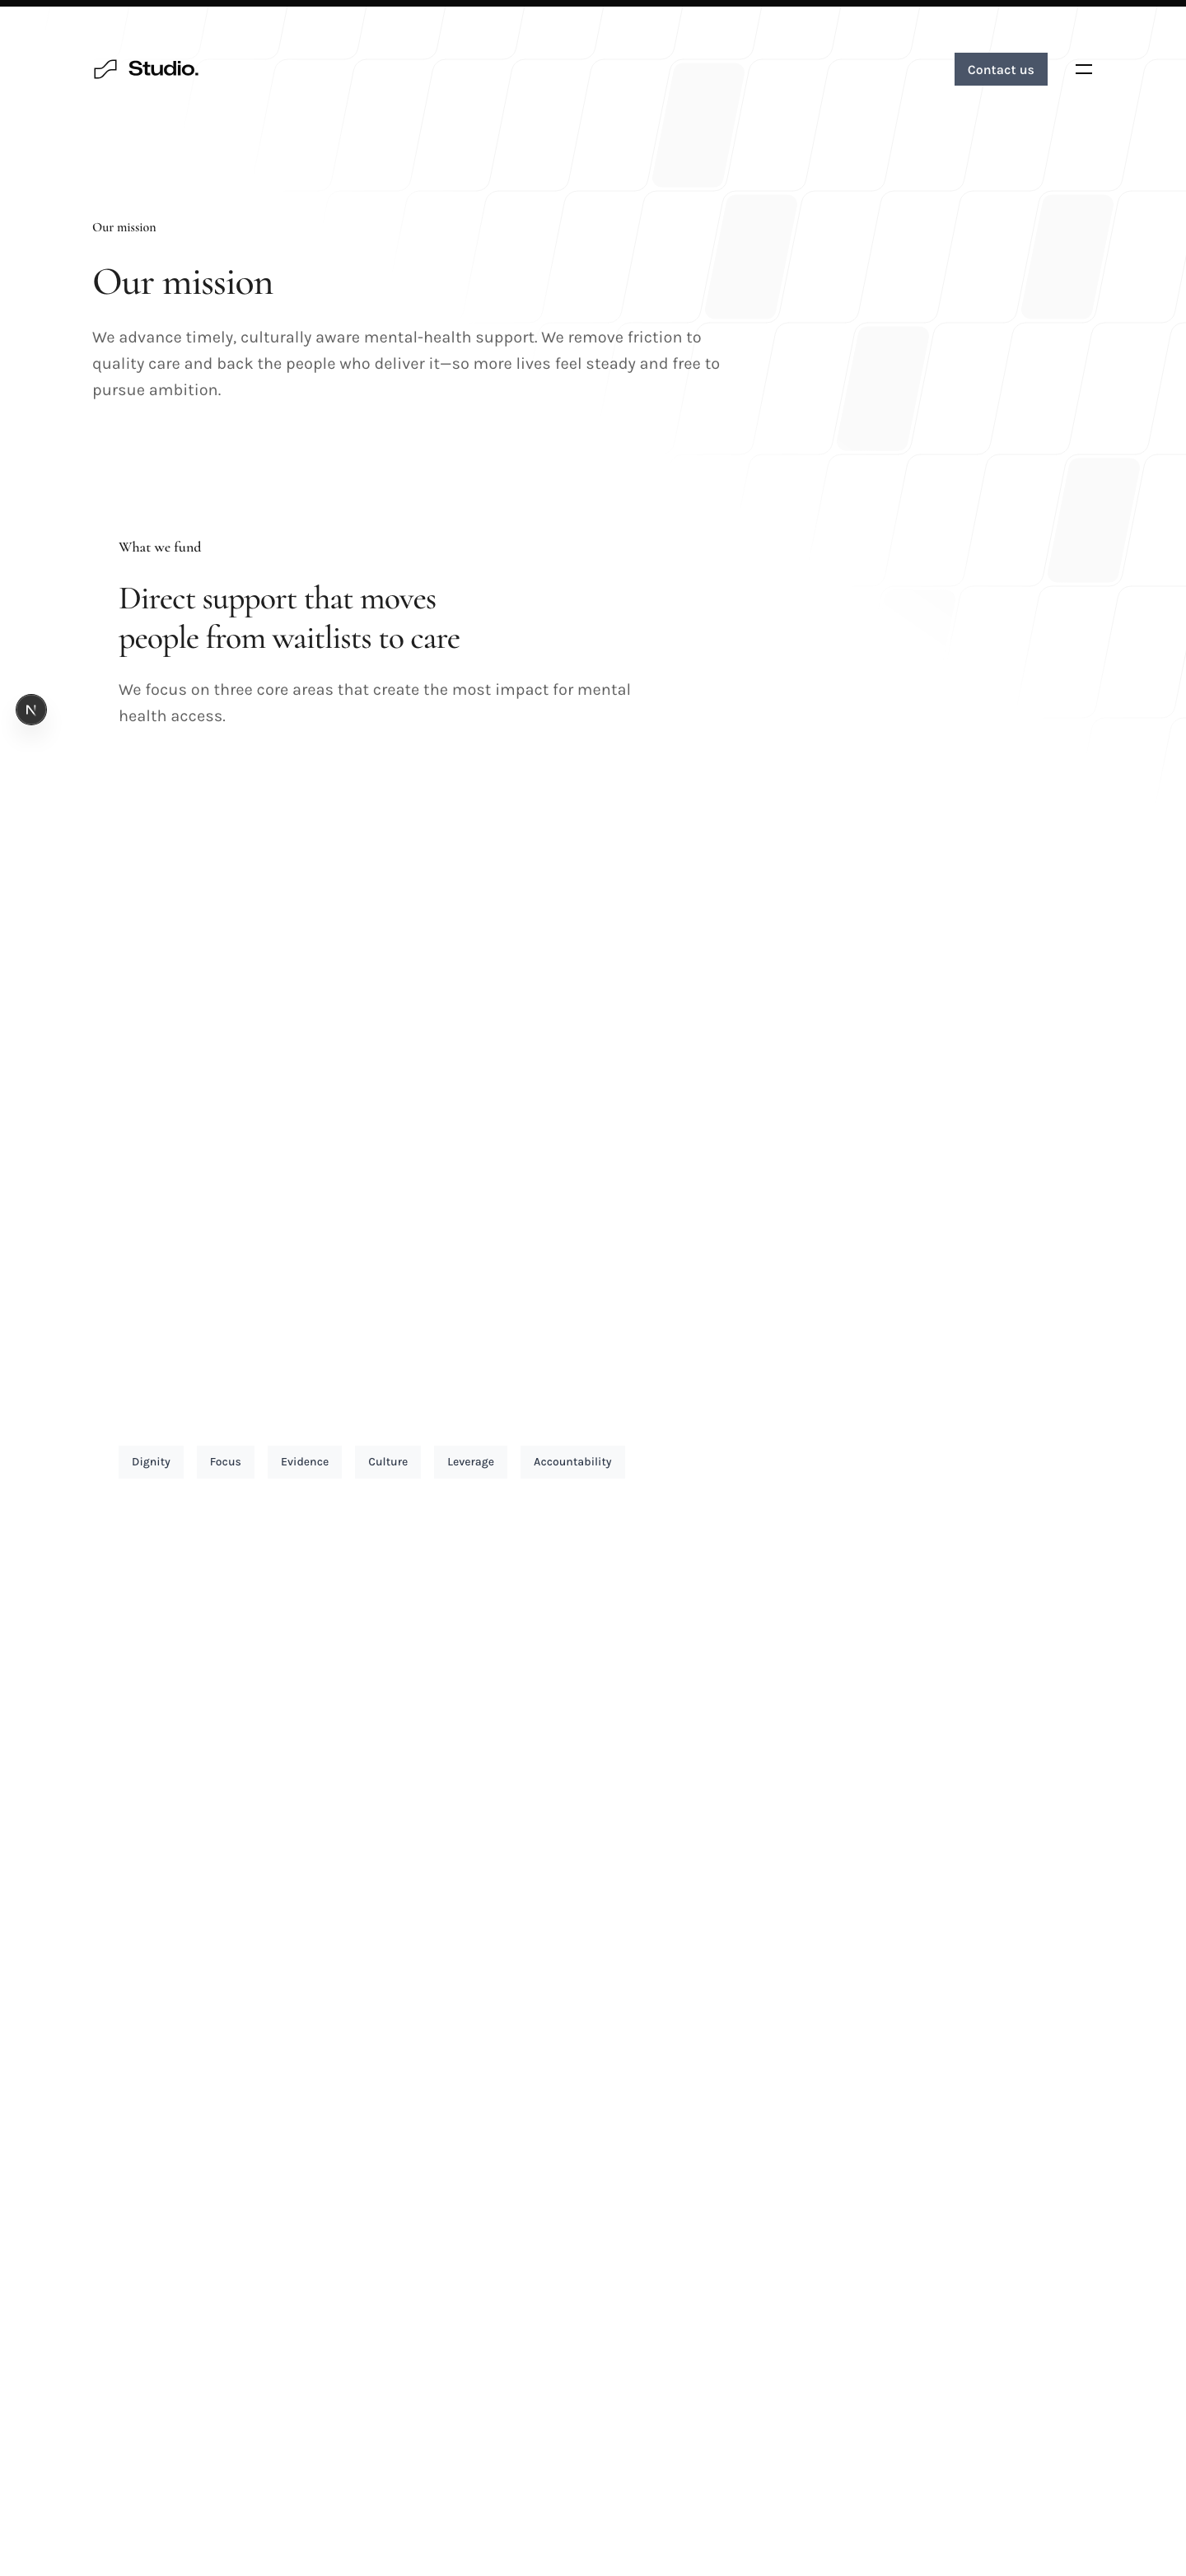 Studio.
Contact us
Our mission
Our mission
We advance timely, culturally aware mental-health support. We remove friction to
quality care and back the people who deliver it—so more lives feel steady and free to
pursue ambition.
What we fund
Direct support that moves
people from waitlists to care
We focus on three core areas that create the most impact for mental
health access.
N
Dignity
Focus
Evidence
Culture
Leverage
Accountability